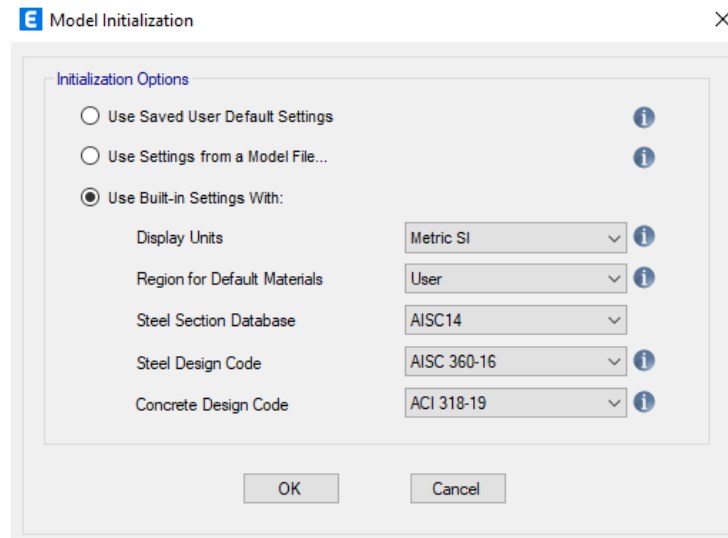 E Model Initialization
Initialization Options
Use Saved User Default Settings
Use Settings from a Model File...
Use Built-in Settings With:
Display Units Metric SI
Region for Default Materials User
Steel Section Database AISC14
Steel Design Code AISC 360-16
Concrete Design Code ACI 318-19
OK Cancel